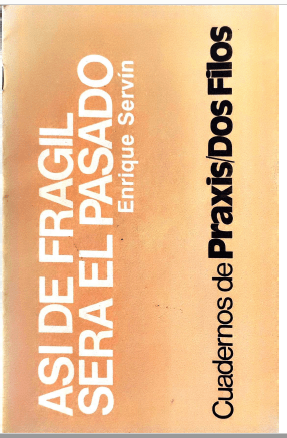 ASI DE FRAGIL
SERA EL PASADO
Enrique Servín
Cuadernos de Praxis/Dos Filos